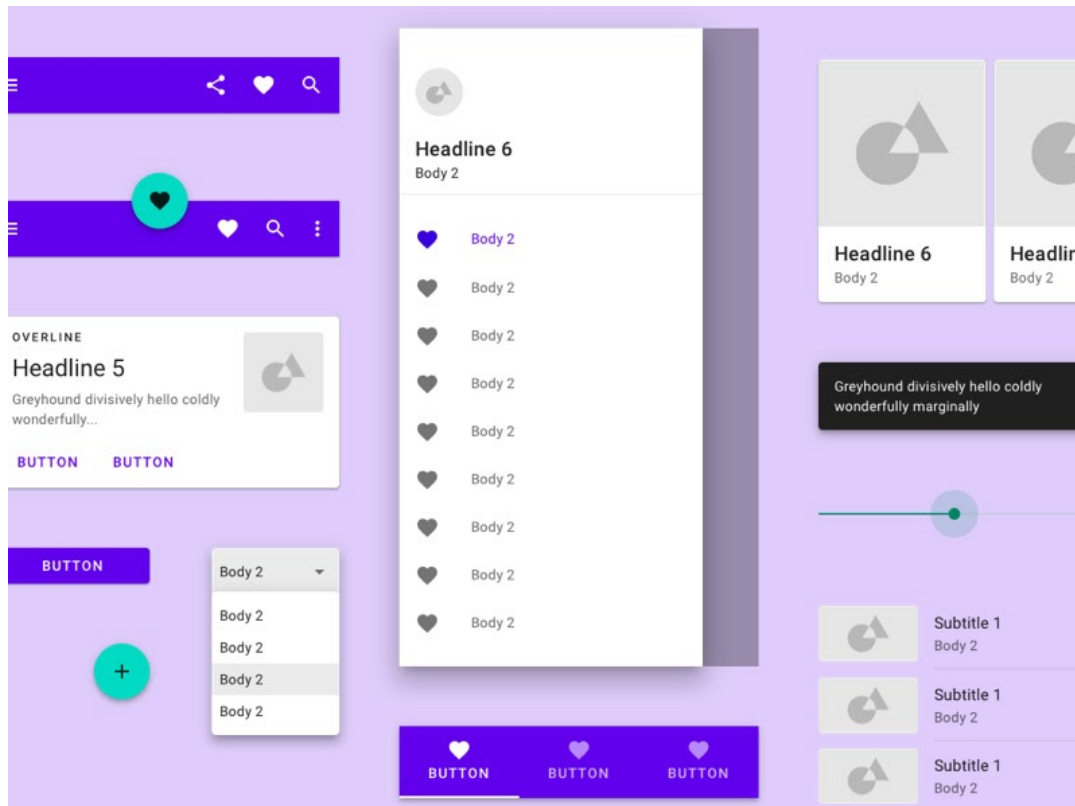 OVERLINE
Headline 5
Greyhound divisively hello coldly
wonderfully...
BUTTON BUTTON
BUTTON
Body 2
Body 2
Body 2
Body 2
Body 2
Headline 6
Body 2
Body 2
Body 2
Body 2
Body 2
Body 2
Body 2
Body 2
Body 2
Body 2
BUTTON BUTTON BUTTON
Headline 6
Body 2
Headlin
Body 2
Greyhound divisively hello coldly
wonderfully marginally
Subtitle 1
Body 2
Subtitle 1
Body 2
Subtitle 1
Body 2